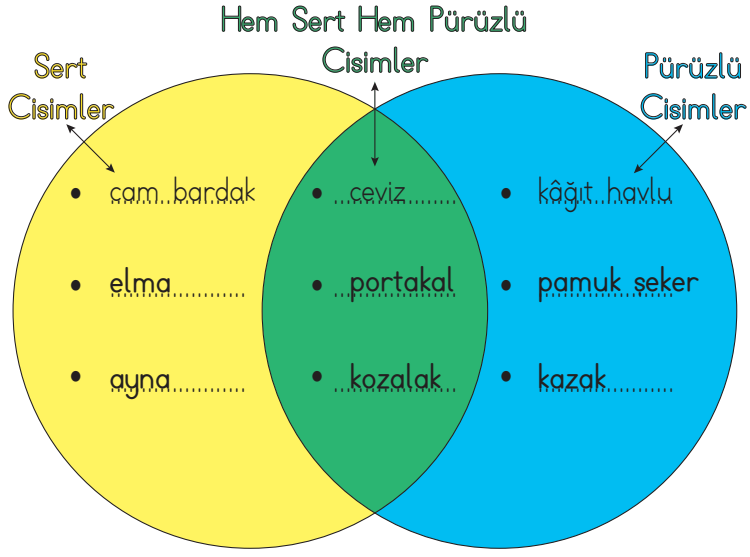 Hem Sert Hem Pürüzlü
Cisimler
Sert
Cisimler
Pürüzlü
Cisimler
• cam bardak
• elma
• ayna
• ceviz
• portakal
• kozalak
• kâğıt havlu
• pamuk şeker
• kazak